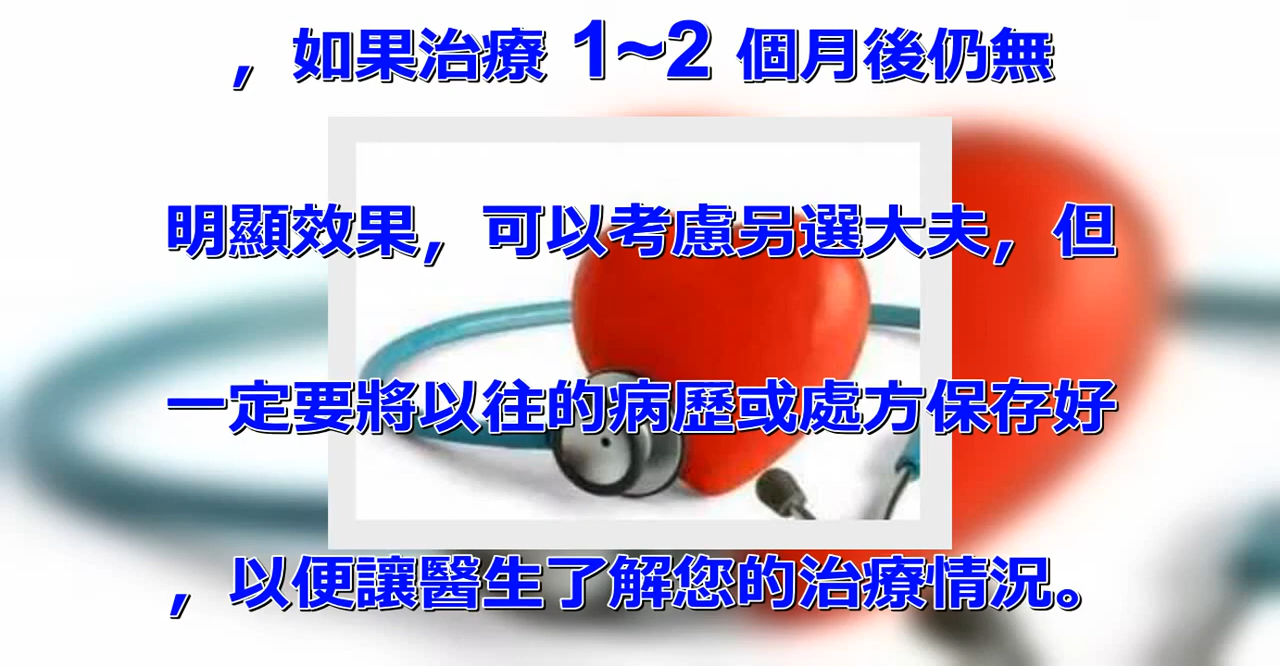 ，如果治療 1~2 個月後仍無
明顯效果，可以考慮另選大夫，但
一定要將以往的病歷或處方保存好
，以便讓醫生了解您的治療情況。